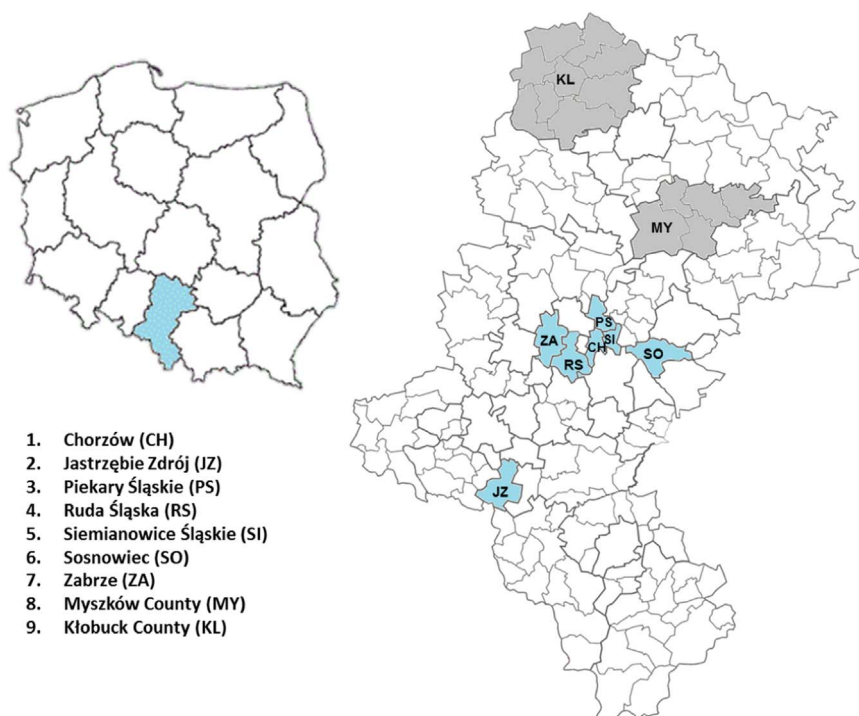 KL
MY
PS
ZA
SI
CH
SO
RS
JZ
1. Chorzów (CH)
2. Jastrzębie Zdrój (JZ)
3. Piekary Śląskie (PS)
4. Ruda Śląska (RS)
5. Siemianowice Śląskie (SI)
6. Sosnowiec (SO)
7. Zabrze (ZA)
8. Myszków County (MY)
9. Kłobuck County (KL)